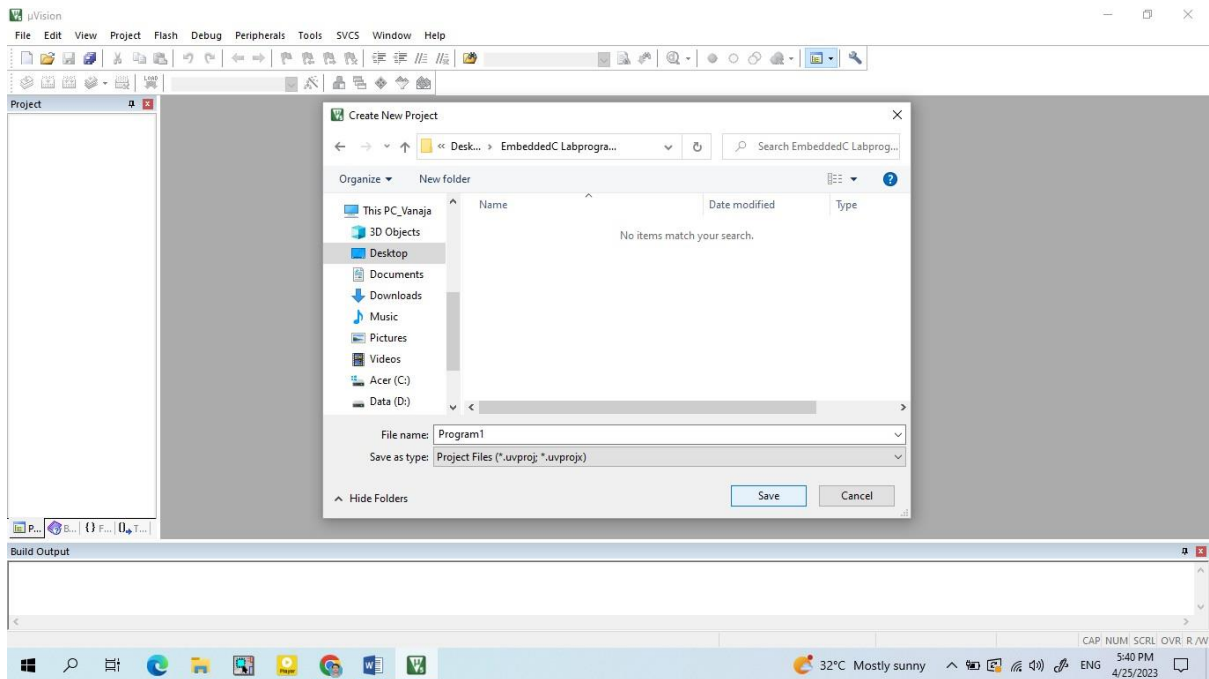 µVision
File Edit View Project Flash Debug Peripherals Tools SVCS Window Help
LOAD
Project
Create New Project
« Desk... › EmbeddedC Labprogra...
Search EmbeddedC Labprog...
Organize New folder
Name Date modified Type
This PC_Vanaja
No items match your search.
3D Objects
Desktop
Documents
Downloads
Music
Pictures
Videos
Acer (C:)
Data (D:)
File name: Program1
Save as type: Project Files (*.uvproj; *.uvprojx)
Hide Folders Save Cancel
P... B... {} F... 0 T...
Build Output
CAP NUM SCRL OVR R/W
32°C Mostly sunny ENG 5:40 PM
4/25/2023